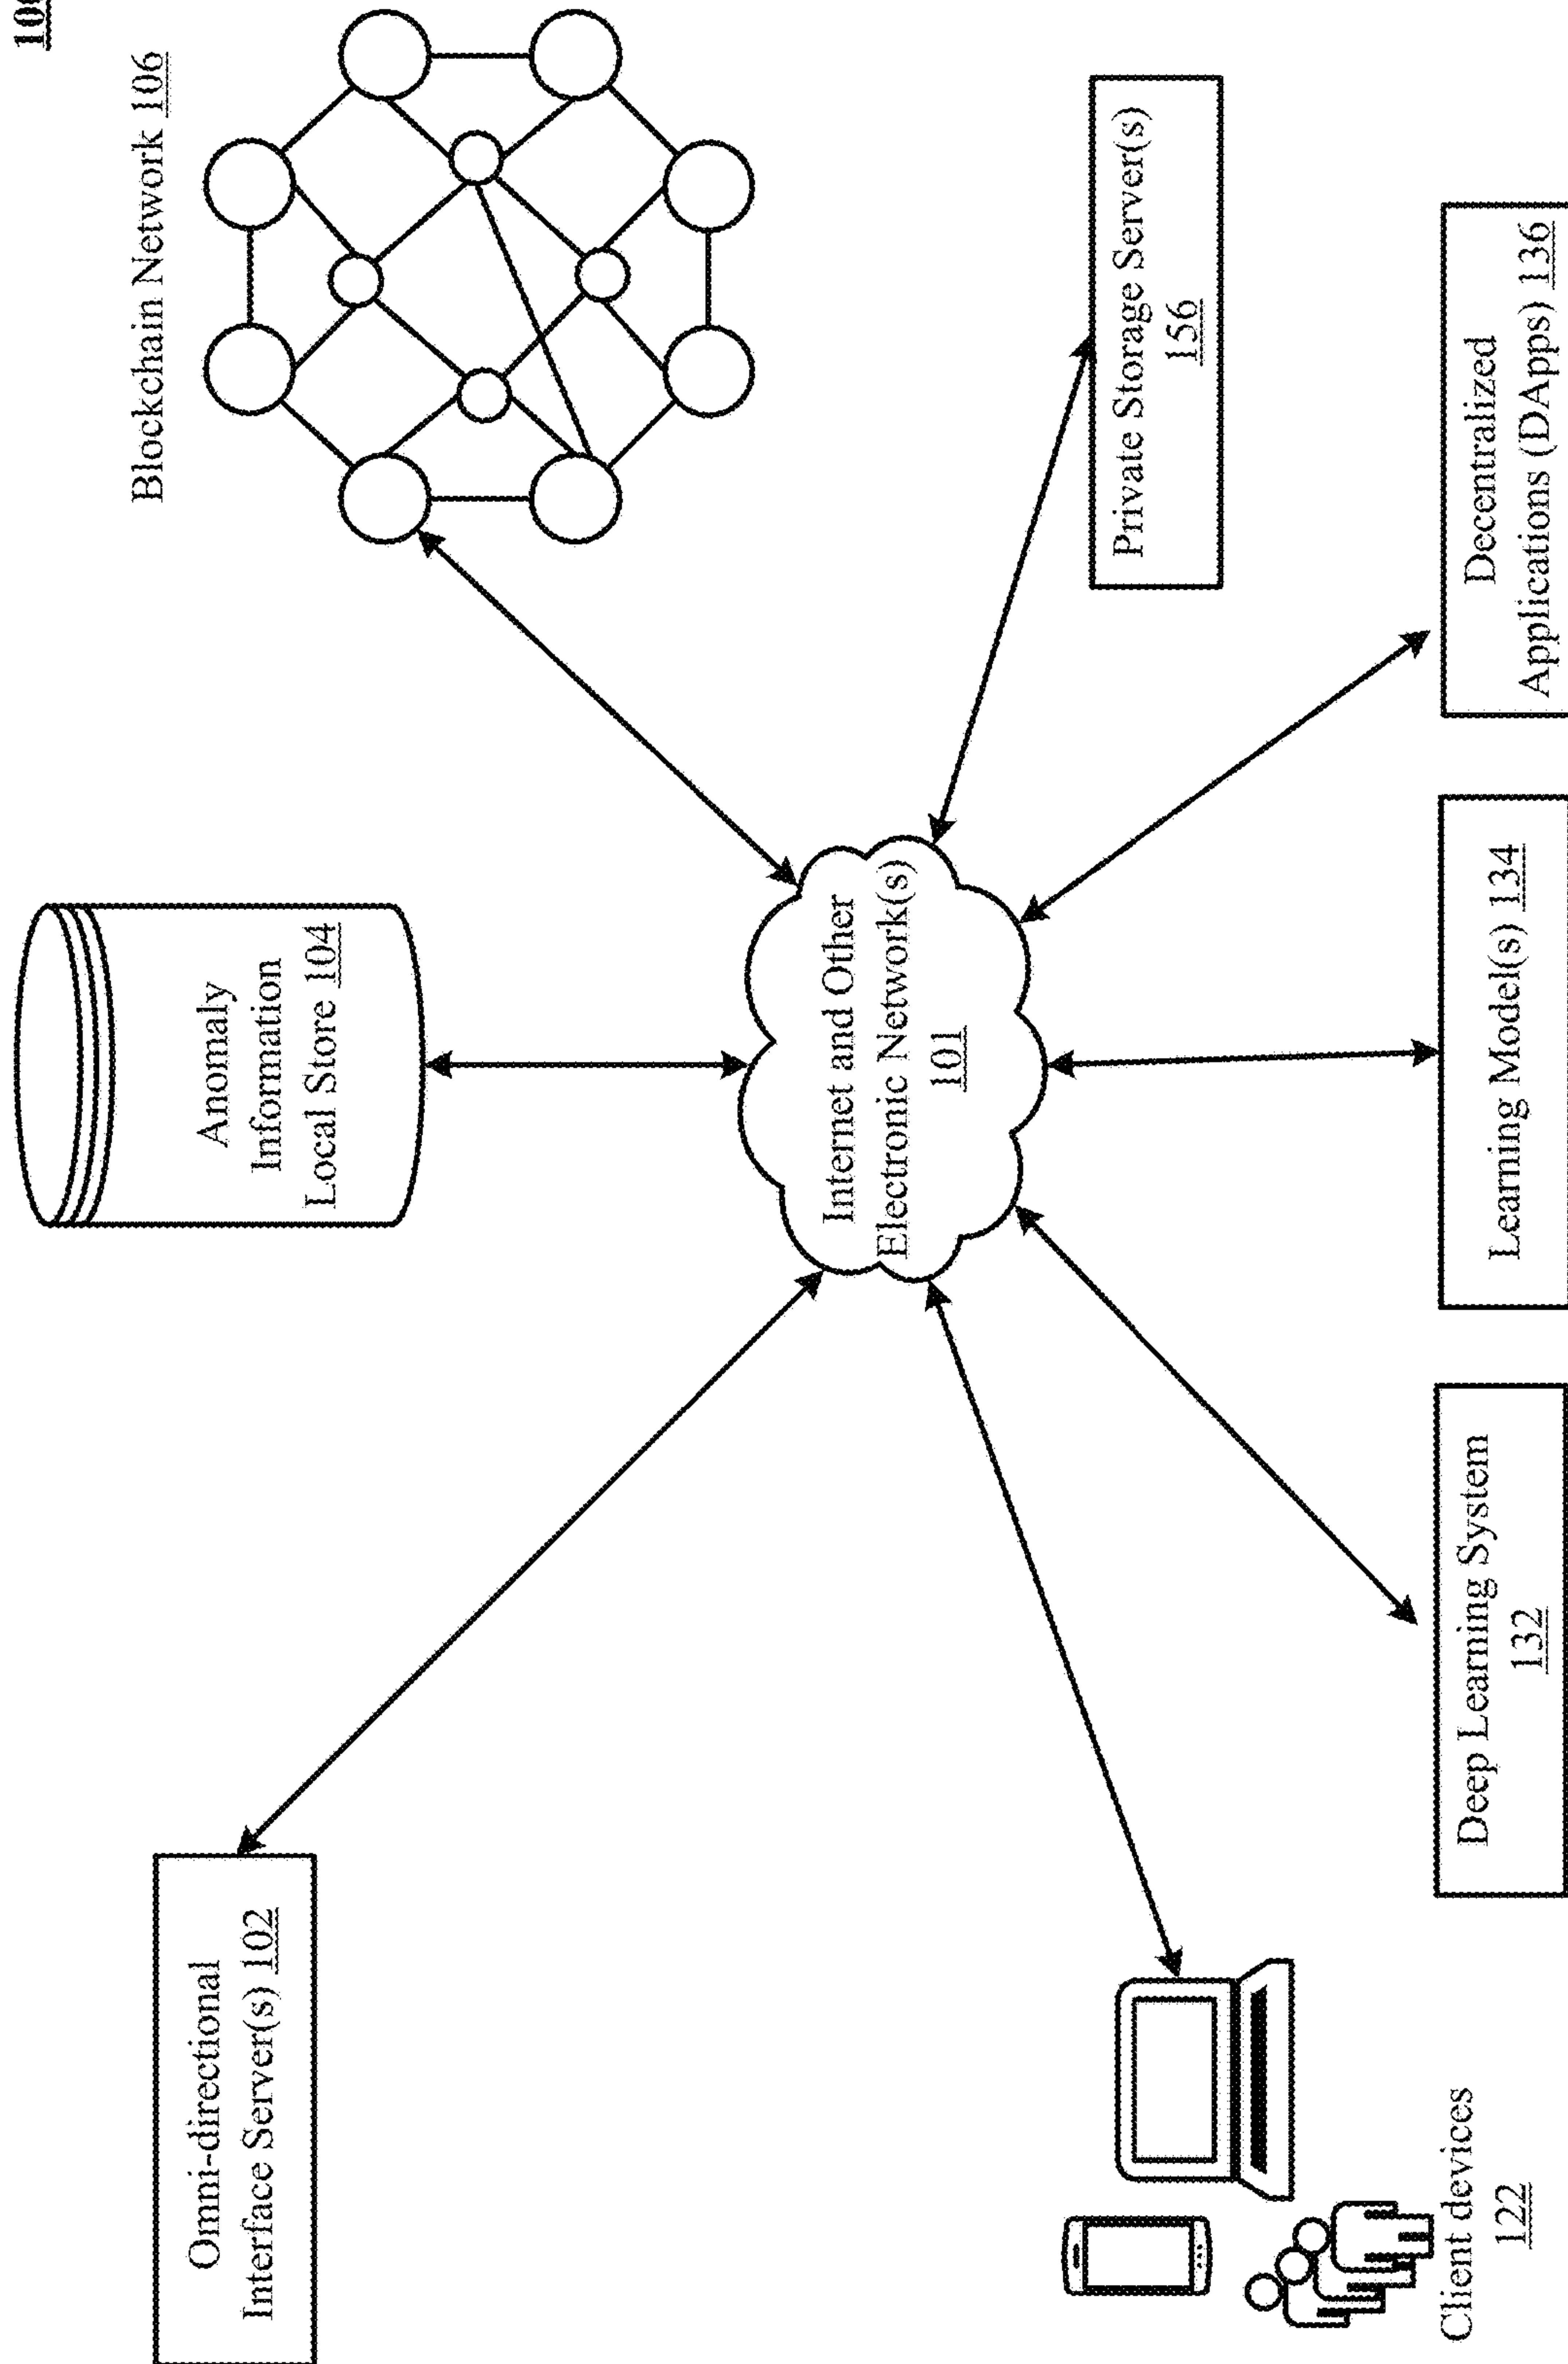 Omni-directional
Interface Server(s) 102
Anomaly
Information
Local Store 104
Blockchain Network 106
Internet and Other
Electronic Network(s)
101
Private Storage Server(s)
156
Client devices
122
Deep Learning System
132
Learning Model(s) 134
Decentralized
Applications (DApps) 136